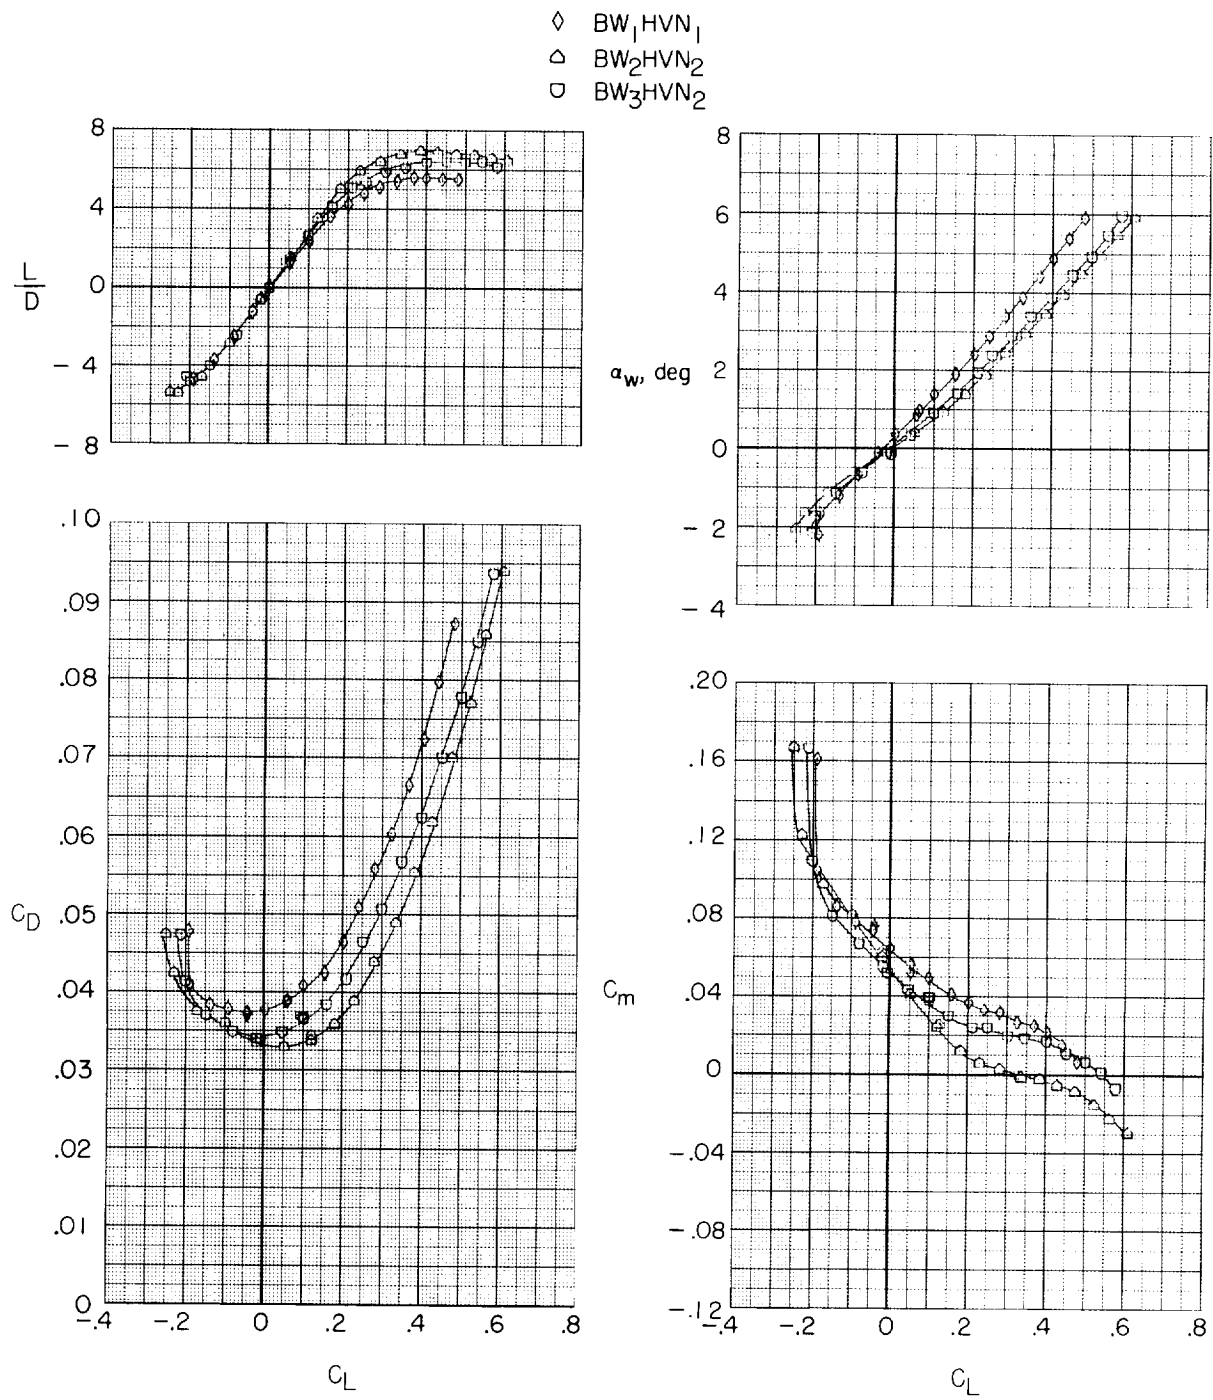 BW1HVN1
BW2HVN2
BW3HVN2
8
4
L/D
0
-4
-8
8
6
4
αw, deg 2
0
-2
-4
.10
.09
.08
.07
.06
CD .05
.04
.03
.02
.01
0
-.4 -.2 0 .2 .4 .6 .8
CL
.20
.16
.12
.08
Cm .04
0
-.04
-.08
-.12
-.4 -.2 0 .2 .4 .6 .8
CL